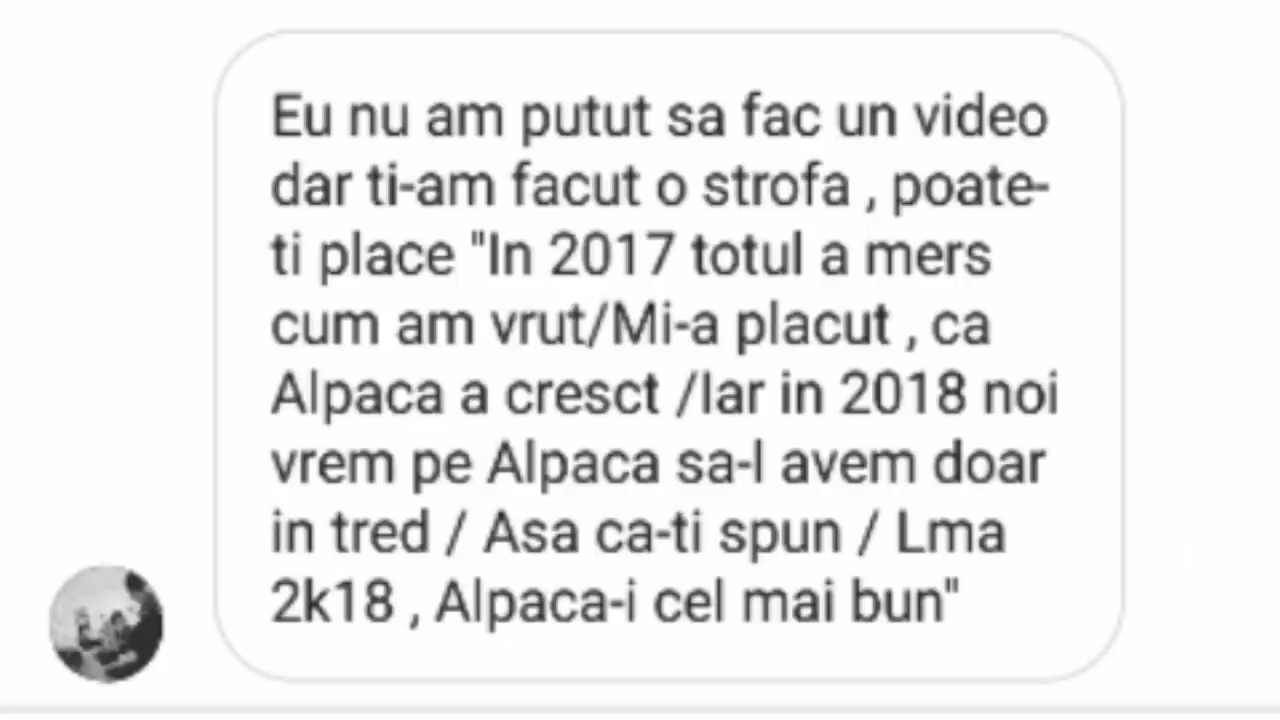 Eu nu am putut sa fac un video
dar ti-am facut o strofa , poate-
ti place "In 2017 totul a mers
cum am vrut/Mi-a placut , ca
Alpaca a cresct /Iar in 2018 noi
vrem pe Alpaca sa-l avem doar
in tred / Asa ca-ti spun / Lma
2k18 , Alpaca-i cel mai bun"